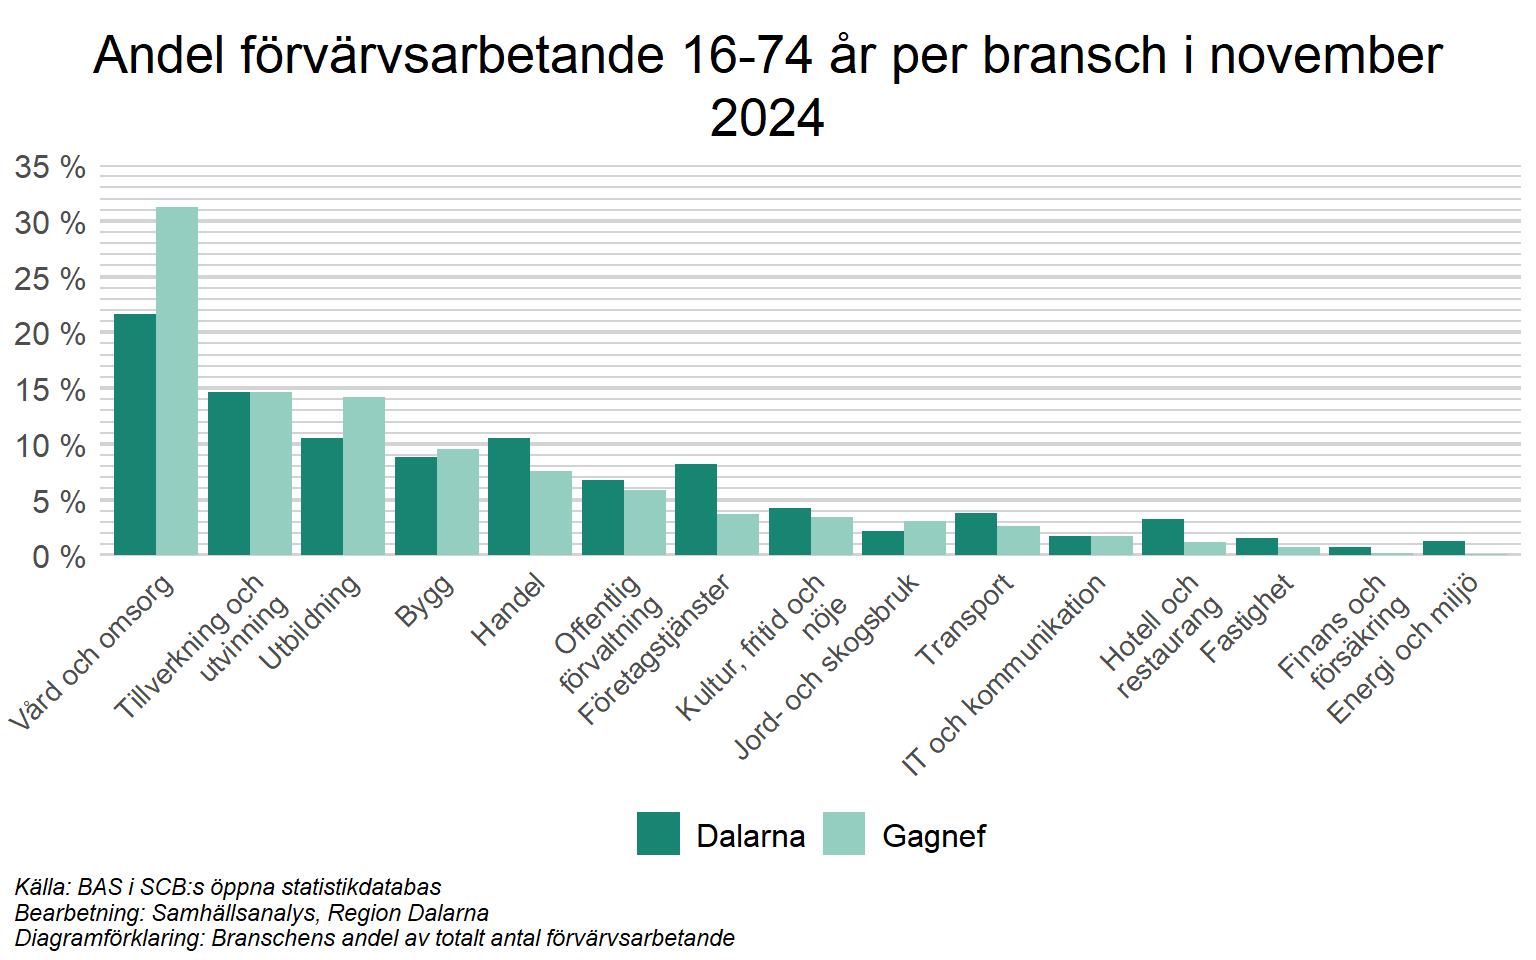 Andel förvärvsarbetande 16-74 år per bransch i november
2024
35 %
30 %
25 %
20 %
15 %
10 %
5 %
0 %
Vård och omsorg
Tillverkning och
utvinning
Utbildning
Bygg
Handel
Offentlig
förvaltning
Företagstjänster
Kultur, fritid och
nöje
Jord- och skogsbruk
Transport
IT och kommunikation
Hotell och
restaurang
Fastighet
Finans och
försäkring
Energi och miljö
Dalarna
Gagnef
Källa: BAS i SCB:s öppna statistikdatabas
Bearbetning: Samhällsanalys, Region Dalarna
Diagramförklaring: Branschens andel av totalt antal förvärvsarbetande